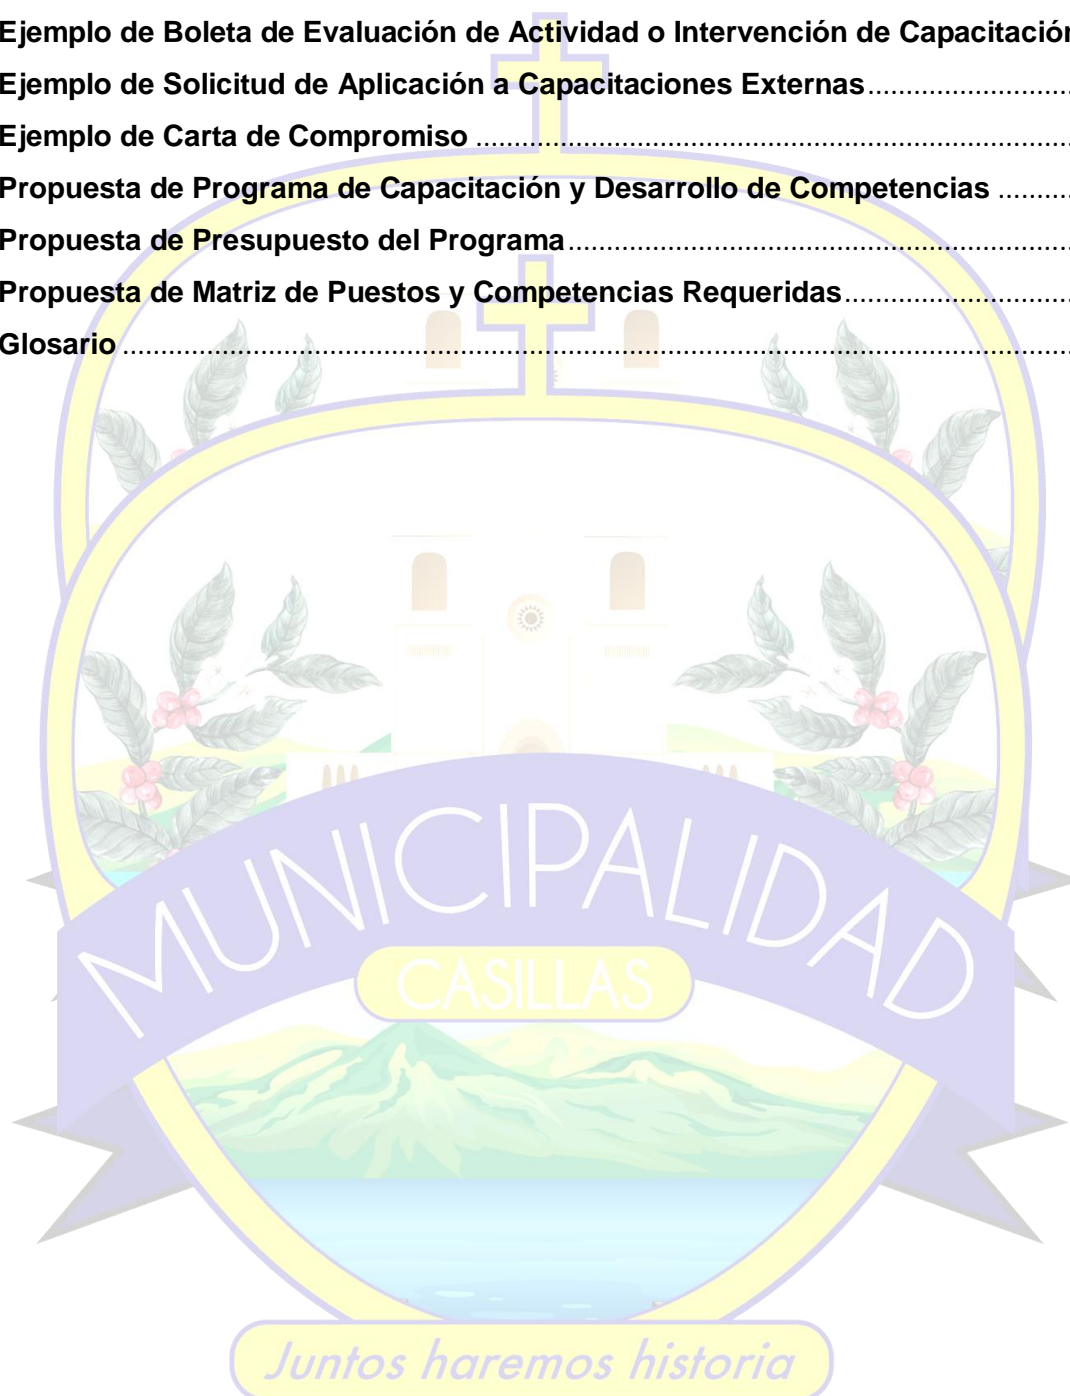 Ejemplo de Boleta de Evaluación de Actividad o Intervención de Capacitación
Ejemplo de Solicitud de Aplicación a Capacitaciones Externas
Ejemplo de Carta de Compromiso
Propuesta de Programa de Capacitación y Desarrollo de Competencias
Propuesta de Presupuesto del Programa
Propuesta de Matriz de Puestos y Competencias Requeridas
Glosario
MUNICIPALIDAD
CASILLAS
Juntos haremos historia